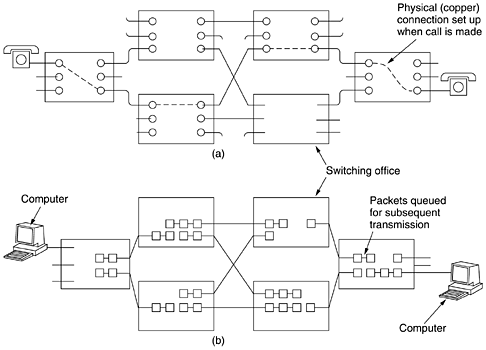 Physical (copper)
connection set up
when call is made
(a)
Switching office
Computer
Packets queued
for subsequent
transmission
Computer
(b)